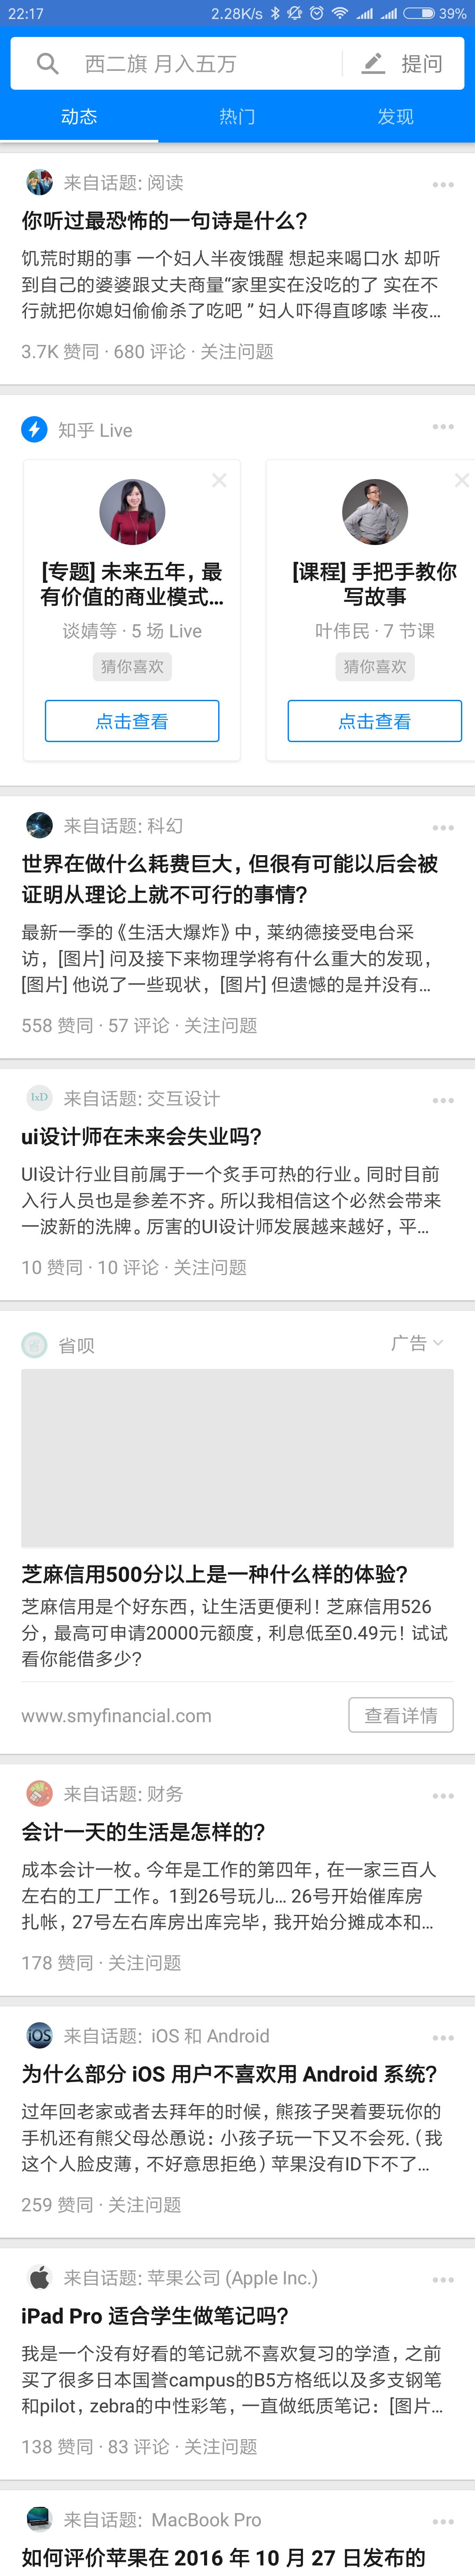 22:17
2.28K/s
39%
西二旗 月入五万
提问
动态
热门
发现
来自话题: 阅读
你听过最恐怖的一句诗是什么?
饥荒时期的事 一个妇人半夜饿醒 想起来喝口水 却听
到自己的婆婆跟丈夫商量“家里实在没吃的了 实在不
行就把你媳妇偷偷杀了吃吧 ” 妇人吓得直哆嗦 半夜...
3.7K 赞同 · 680 评论 · 关注问题
知乎 Live
[专题] 未来五年, 最
有价值的商业模式...
谈婧等 · 5 场 Live
猜你喜欢
点击查看
[课程] 手把手教你
写故事
叶伟民 · 7 节课
猜你喜欢
点击查看
来自话题: 科幻
世界在做什么耗费巨大, 但很有可能以后会被
证明从理论上就不可行的事情?
最新一季的《生活大爆炸》中, 莱纳德接受电台采
访, [图片] 问及接下来物理学将有什么重大的发现,
[图片] 他说了一些现状, [图片] 但遗憾的是并没有...
558 赞同 · 57 评论 · 关注问题
IxD
来自话题: 交互设计
ui设计师在未来会失业吗?
UI设计行业目前属于一个炙手可热的行业。同时目前
入行人员也是参差不齐。所以我相信这个必然会带来
一波新的洗牌。厉害的UI设计师发展越来越好, 平...
10 赞同 · 10 评论 · 关注问题
省呗
广告
芝麻信用500分以上是一种什么样的体验?
芝麻信用是个好东西, 让生活更便利! 芝麻信用526
分, 最高可申请20000元额度, 利息低至0.49元! 试试
看你能借多少?
www.smyfinancial.com
查看详情
来自话题: 财务
会计一天的生活是怎样的?
成本会计一枚。今年是工作的第四年, 在一家三百人
左右的工厂工作。 1到26号玩儿... 26号开始催库房
扎帐, 27号左右库房出库完毕, 我开始分摊成本和...
178 赞同 · 关注问题
iOS
来自话题: iOS 和 Android
为什么部分 iOS 用户不喜欢用 Android 系统?
过年回老家或者去拜年的时候, 熊孩子哭着要玩你的
手机还有熊父母怂恿说: 小孩子玩一下又不会死.（我
这个人脸皮薄, 不好意思拒绝）苹果没有ID下不了...
259 赞同 · 关注问题
来自话题: 苹果公司 (Apple Inc.)
iPad Pro 适合学生做笔记吗?
我是一个没有好看的笔记就不喜欢复习的学渣, 之前
买了很多日本国誉campus的B5方格纸以及多支钢笔
和pilot, zebra的中性彩笔, 一直做纸质笔记: [图片...
138 赞同 · 83 评论 · 关注问题
来自话题: MacBook Pro
如何评价苹果在 2016 年 10 月 27 日发布的